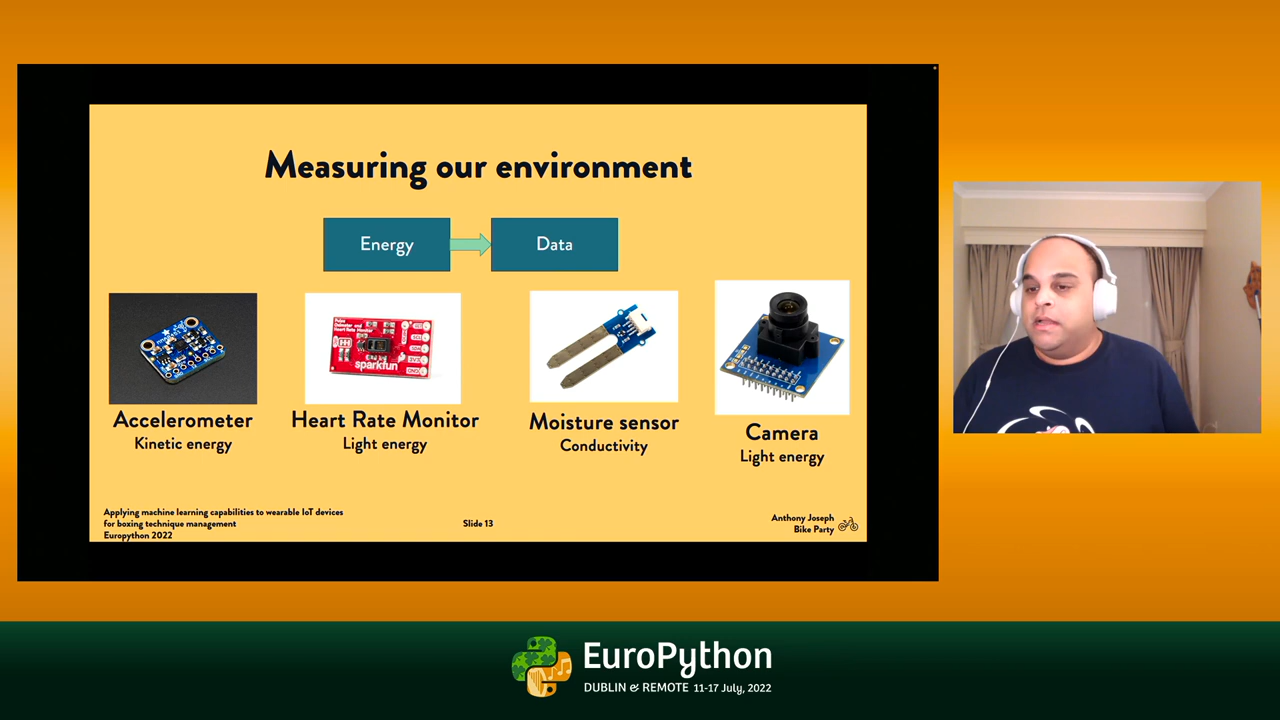 Measuring our environment
Energy
Data
sparkfun
Accelerometer
Kinetic energy
Heart Rate Monitor
Light energy
Moisture sensor
Conductivity
Camera
Light energy
Applying machine learning capabilities to wearable IoT devices
for boxing technique management
Europython 2022
Slide 13
Anthony Joseph
Bike Party
EuroPython
DUBLIN & REMOTE 11-17 July, 2022